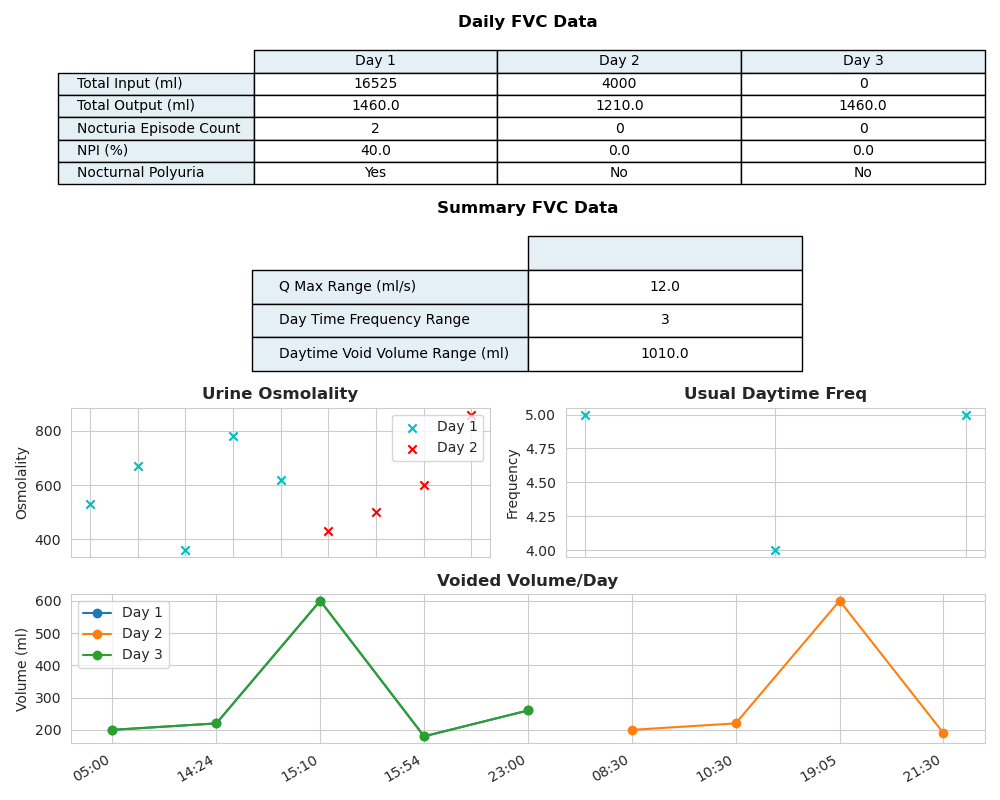 Daily FVC Data
Day 1 Day 2 Day 3
Total Input (ml) 16525 4000 0
Total Output (ml) 1460.0 1210.0 1460.0
Nocturia Episode Count 2 0 0
NPI (%) 40.0 0.0 0.0
Nocturnal Polyuria Yes No No
Summary FVC Data
Q Max Range (ml/s) 12.0
Day Time Frequency Range 3
Daytime Void Volume Range (ml) 1010.0
Urine Osmolality
Osmolality
800
600
400
Day 1
Day 2
Usual Daytime Freq
Frequency
5.00
4.75
4.50
4.25
4.00
Voided Volume/Day
Volume (ml)
600
500
400
300
200
Day 1
Day 2
Day 3
05:00 14:24 15:10 15:54 23:00 08:30 10:30 19:05 21:30